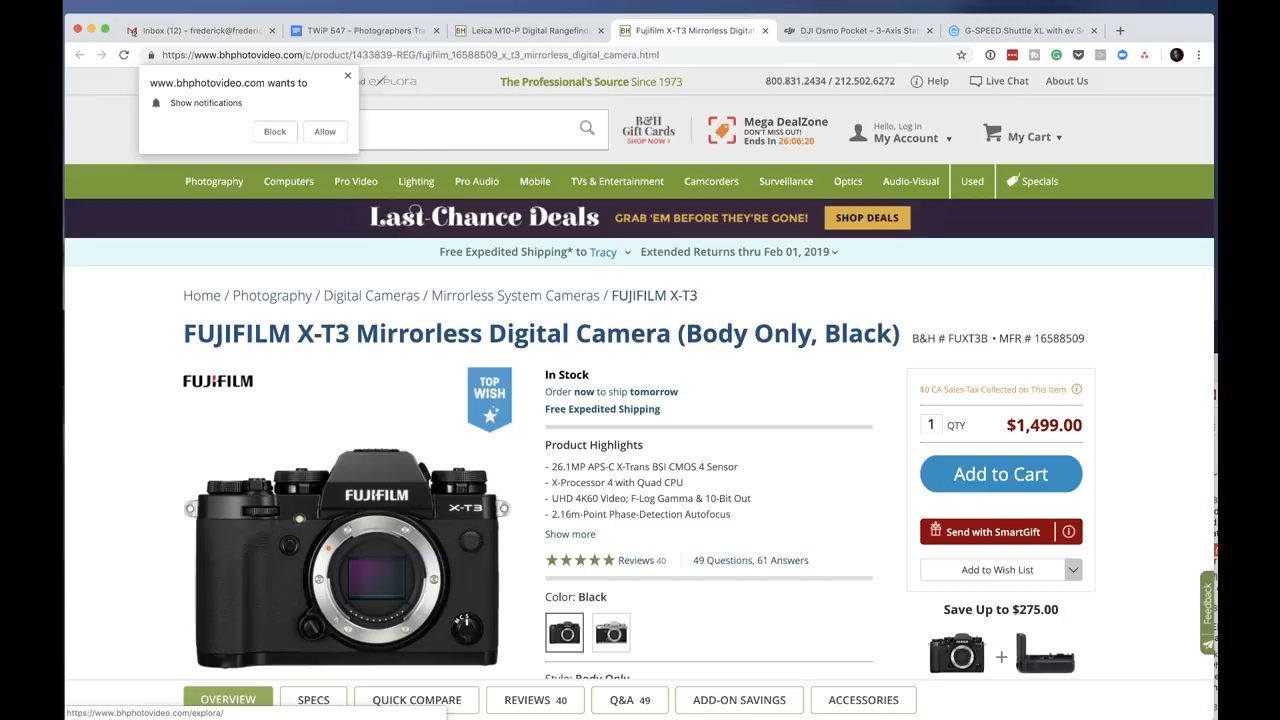 Inbox (12) - frederick@frederic
TWiP 547 - Photographers Tra
Leica M10-P Digital Rangefind
Fujifilm X-T3 Mirrorless Digital
DJI Osmo Pocket – 3-Axis Stab
G-SPEED Shuttle XL with ev S
https://www.bhphotovideo.com/c/product/1433839-REG/fujifilm_16588509_x_t3_mirrorless_digital_camera.html
www.bhphotovideo.com wants to
Show notifications
Block
Allow
The Professional's Source Since 1973
800.831.2434 / 212.502.6272
Help
Live Chat
About Us
B&H
Gift Cards
SHOP NOW >
Mega DealZone
DON'T MISS OUT!
Ends In 26:06:20
Hello, Log In
My Account
My Cart
Photography
Computers
Pro Video
Lighting
Pro Audio
Mobile
TVs & Entertainment
Camcorders
Surveillance
Optics
Audio-Visual
Used
Specials
Last-Chance Deals
GRAB 'EM BEFORE THEY'RE GONE!
SHOP DEALS
Free Expedited Shipping* to Tracy
Extended Returns thru Feb 01, 2019
Home / Photography / Digital Cameras / Mirrorless System Cameras / FUJIFILM X-T3
FUJIFILM X-T3 Mirrorless Digital Camera (Body Only, Black)
B&H # FUXT3B • MFR # 16588509
FUJIFILM
TOP
WISH
In Stock
Order now to ship tomorrow
Free Expedited Shipping
Product Highlights
- 26.1MP APS-C X-Trans BSI CMOS 4 Sensor
- X-Processor 4 with Quad CPU
- UHD 4K60 Video; F-Log Gamma & 10-Bit Out
- 2.16m-Point Phase-Detection Autofocus
Show more
Reviews 40
49 Questions, 61 Answers
Color: Black
Style: Body Only
$0 CA Sales Tax Collected on This Item
1 QTY
$1,499.00
Add to Cart
Send with SmartGift
Add to Wish List
Save Up to $275.00
Feedback
FUJIFILM
X-T3
OVERVIEW
SPECS
QUICK COMPARE
REVIEWS 40
Q&A 49
ADD-ON SAVINGS
ACCESSORIES
https://www.bhphotovideo.com/explora/